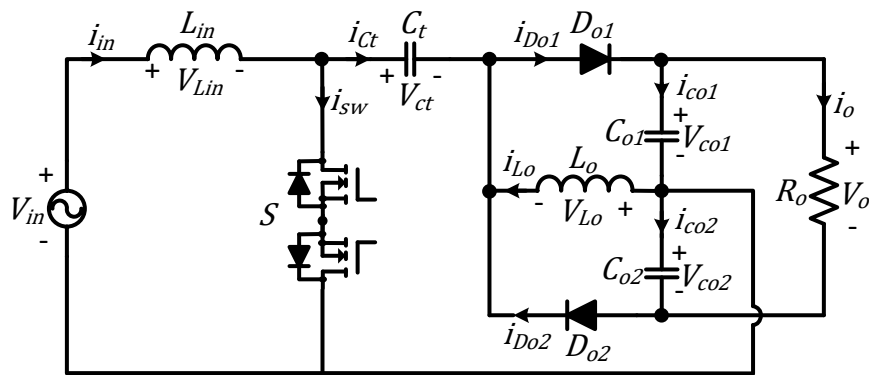 i_in
L_in
+ V_Lin -
i_Ct
C_t
+ V_ct -
i_Do1
D_o1
i_sw
i_co1
i_o
C_o1
+
V_co1
-
i_Lo
L_o
- V_Lo +
R_o
+
V_o
-
+
V_in
-
S
i_co2
C_o2
+
V_co2
-
i_Do2
D_o2